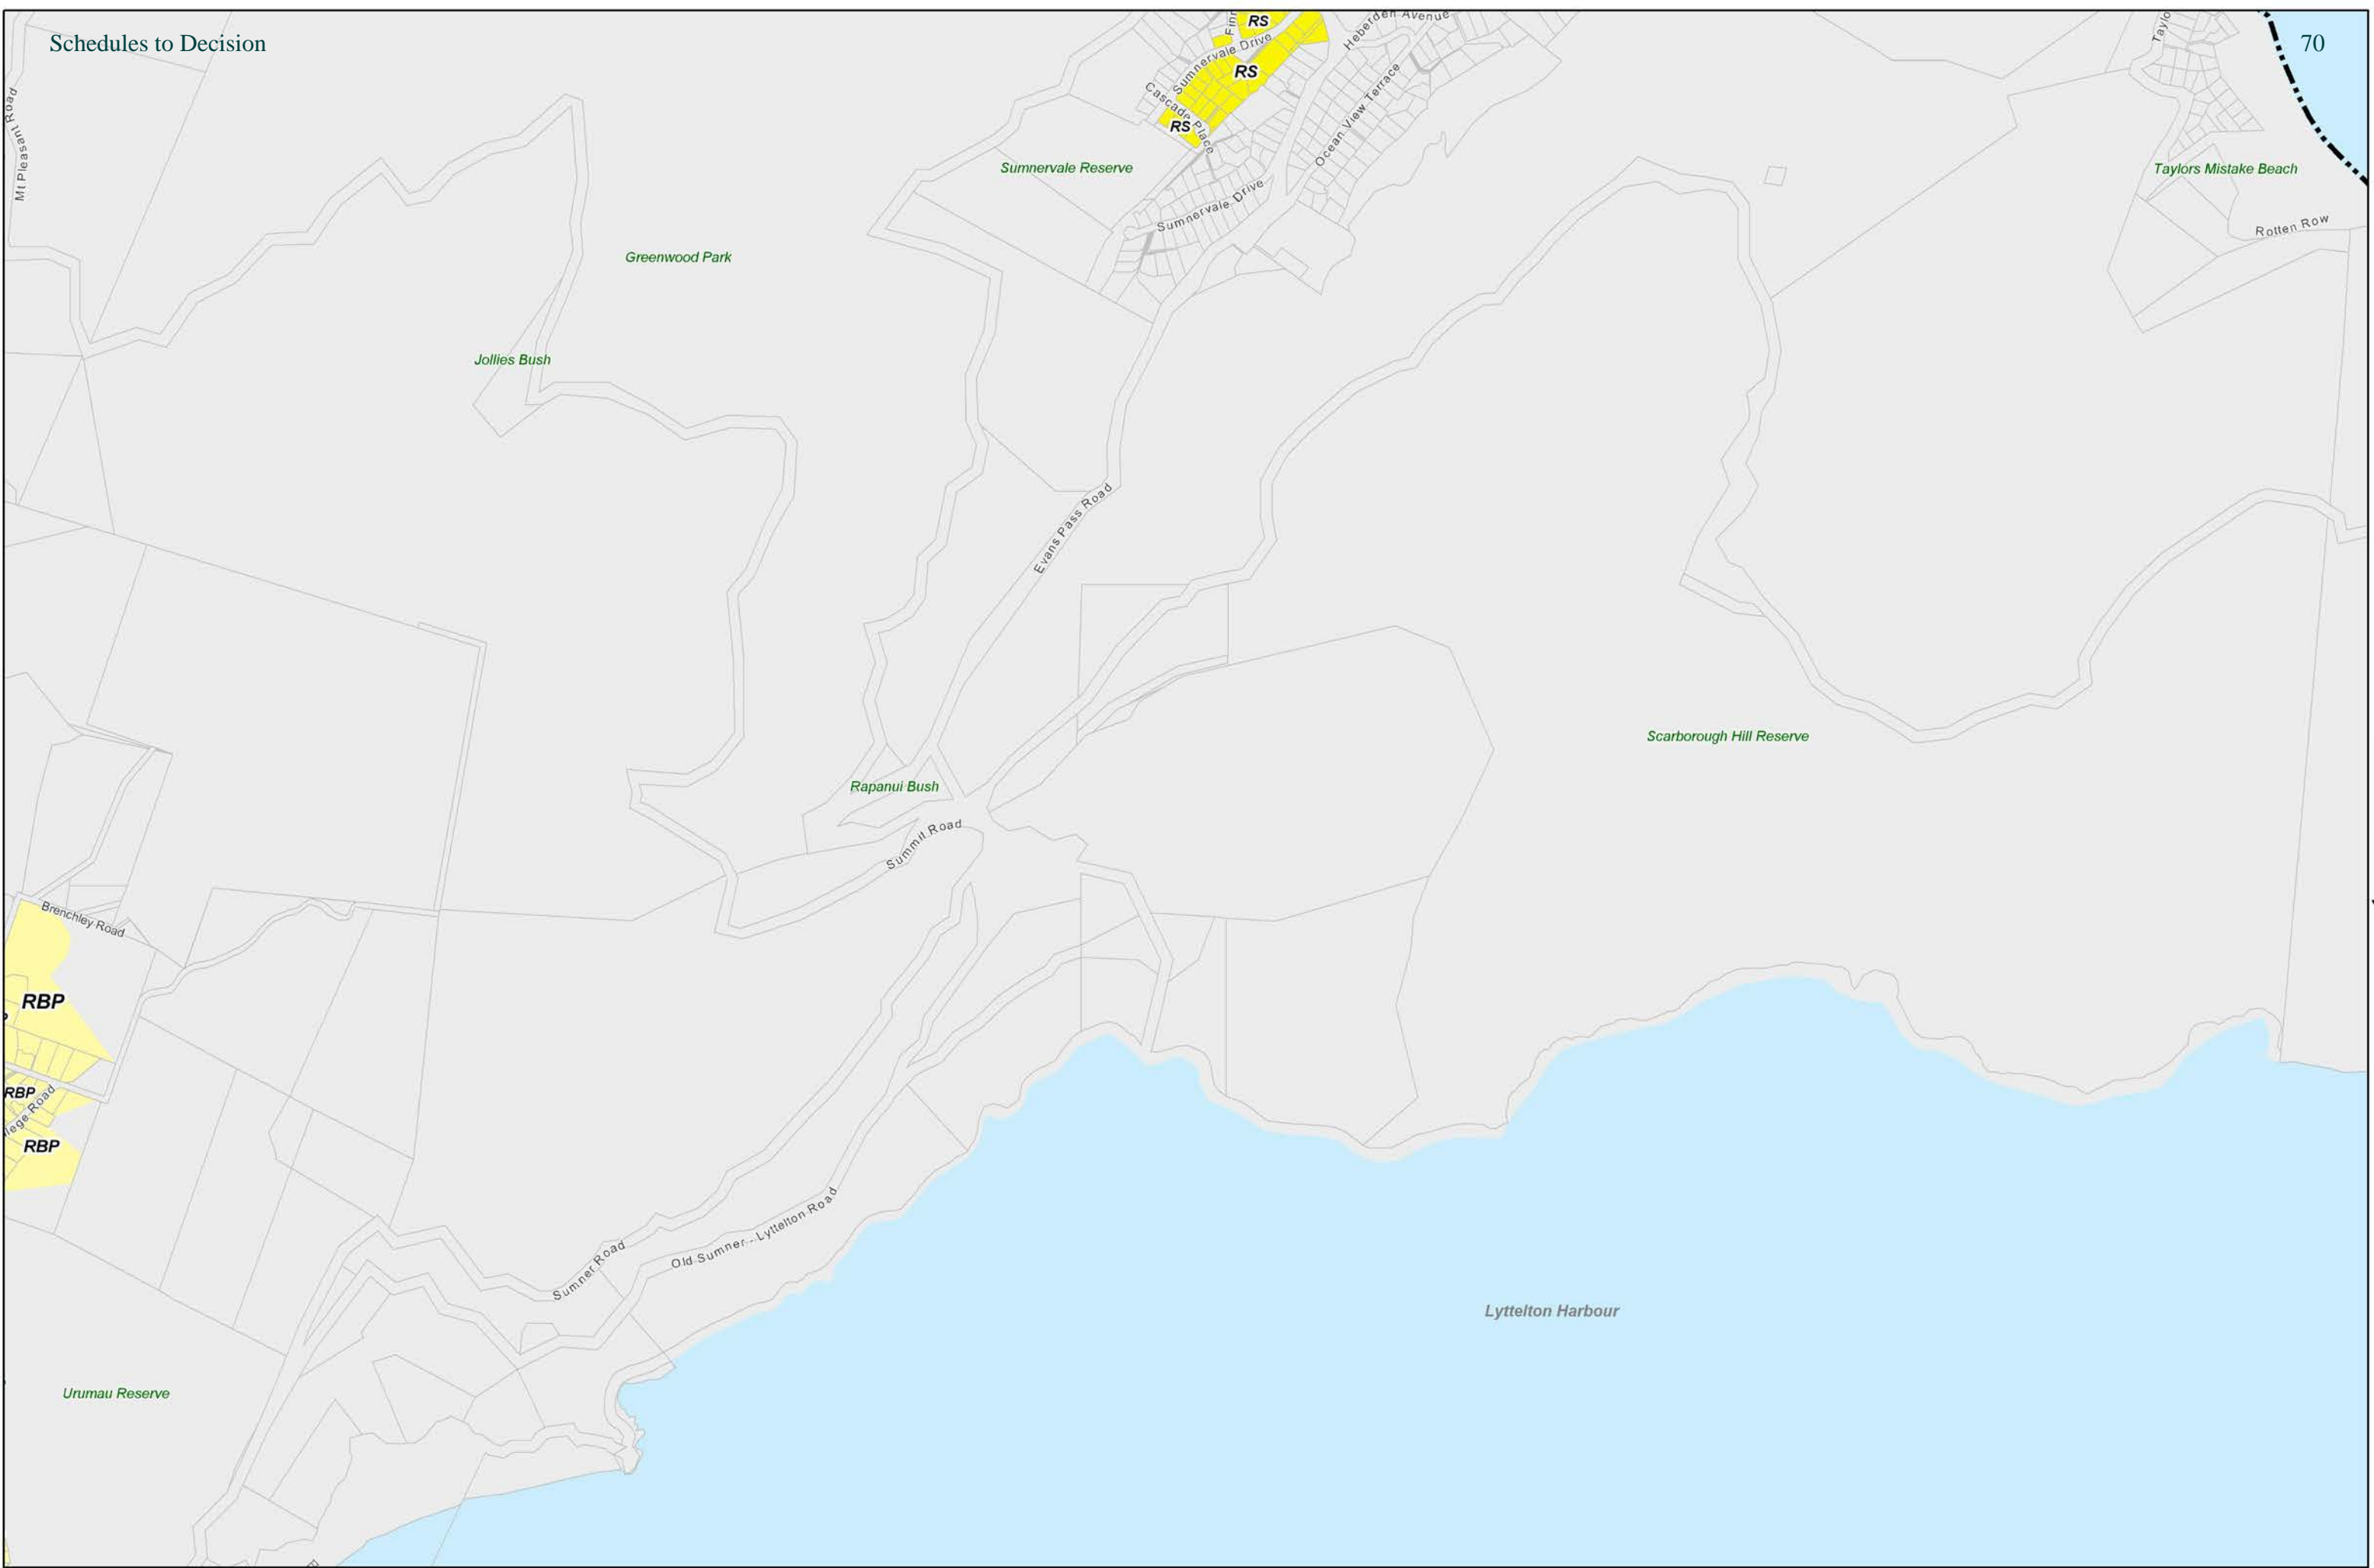 Schedules to Decision
70
RS
Heberden Avenue
Sumnervale Drive
RS
Cascade Place
RS
Ocean View Terrace
Mt Pleasant Road
Sumnervale Reserve
Taylors Mistake Beach
Sumnervale Drive
Rotten Row
Greenwood Park
Jollies Bush
Evans Pass Road
Scarborough Hill Reserve
Rapanui Bush
Summit Road
Brenchley Road
RBP
RBP
RBP
Sumner Road
Old Sumner - Lyttelton Road
Lyttelton Harbour
Urumau Reserve